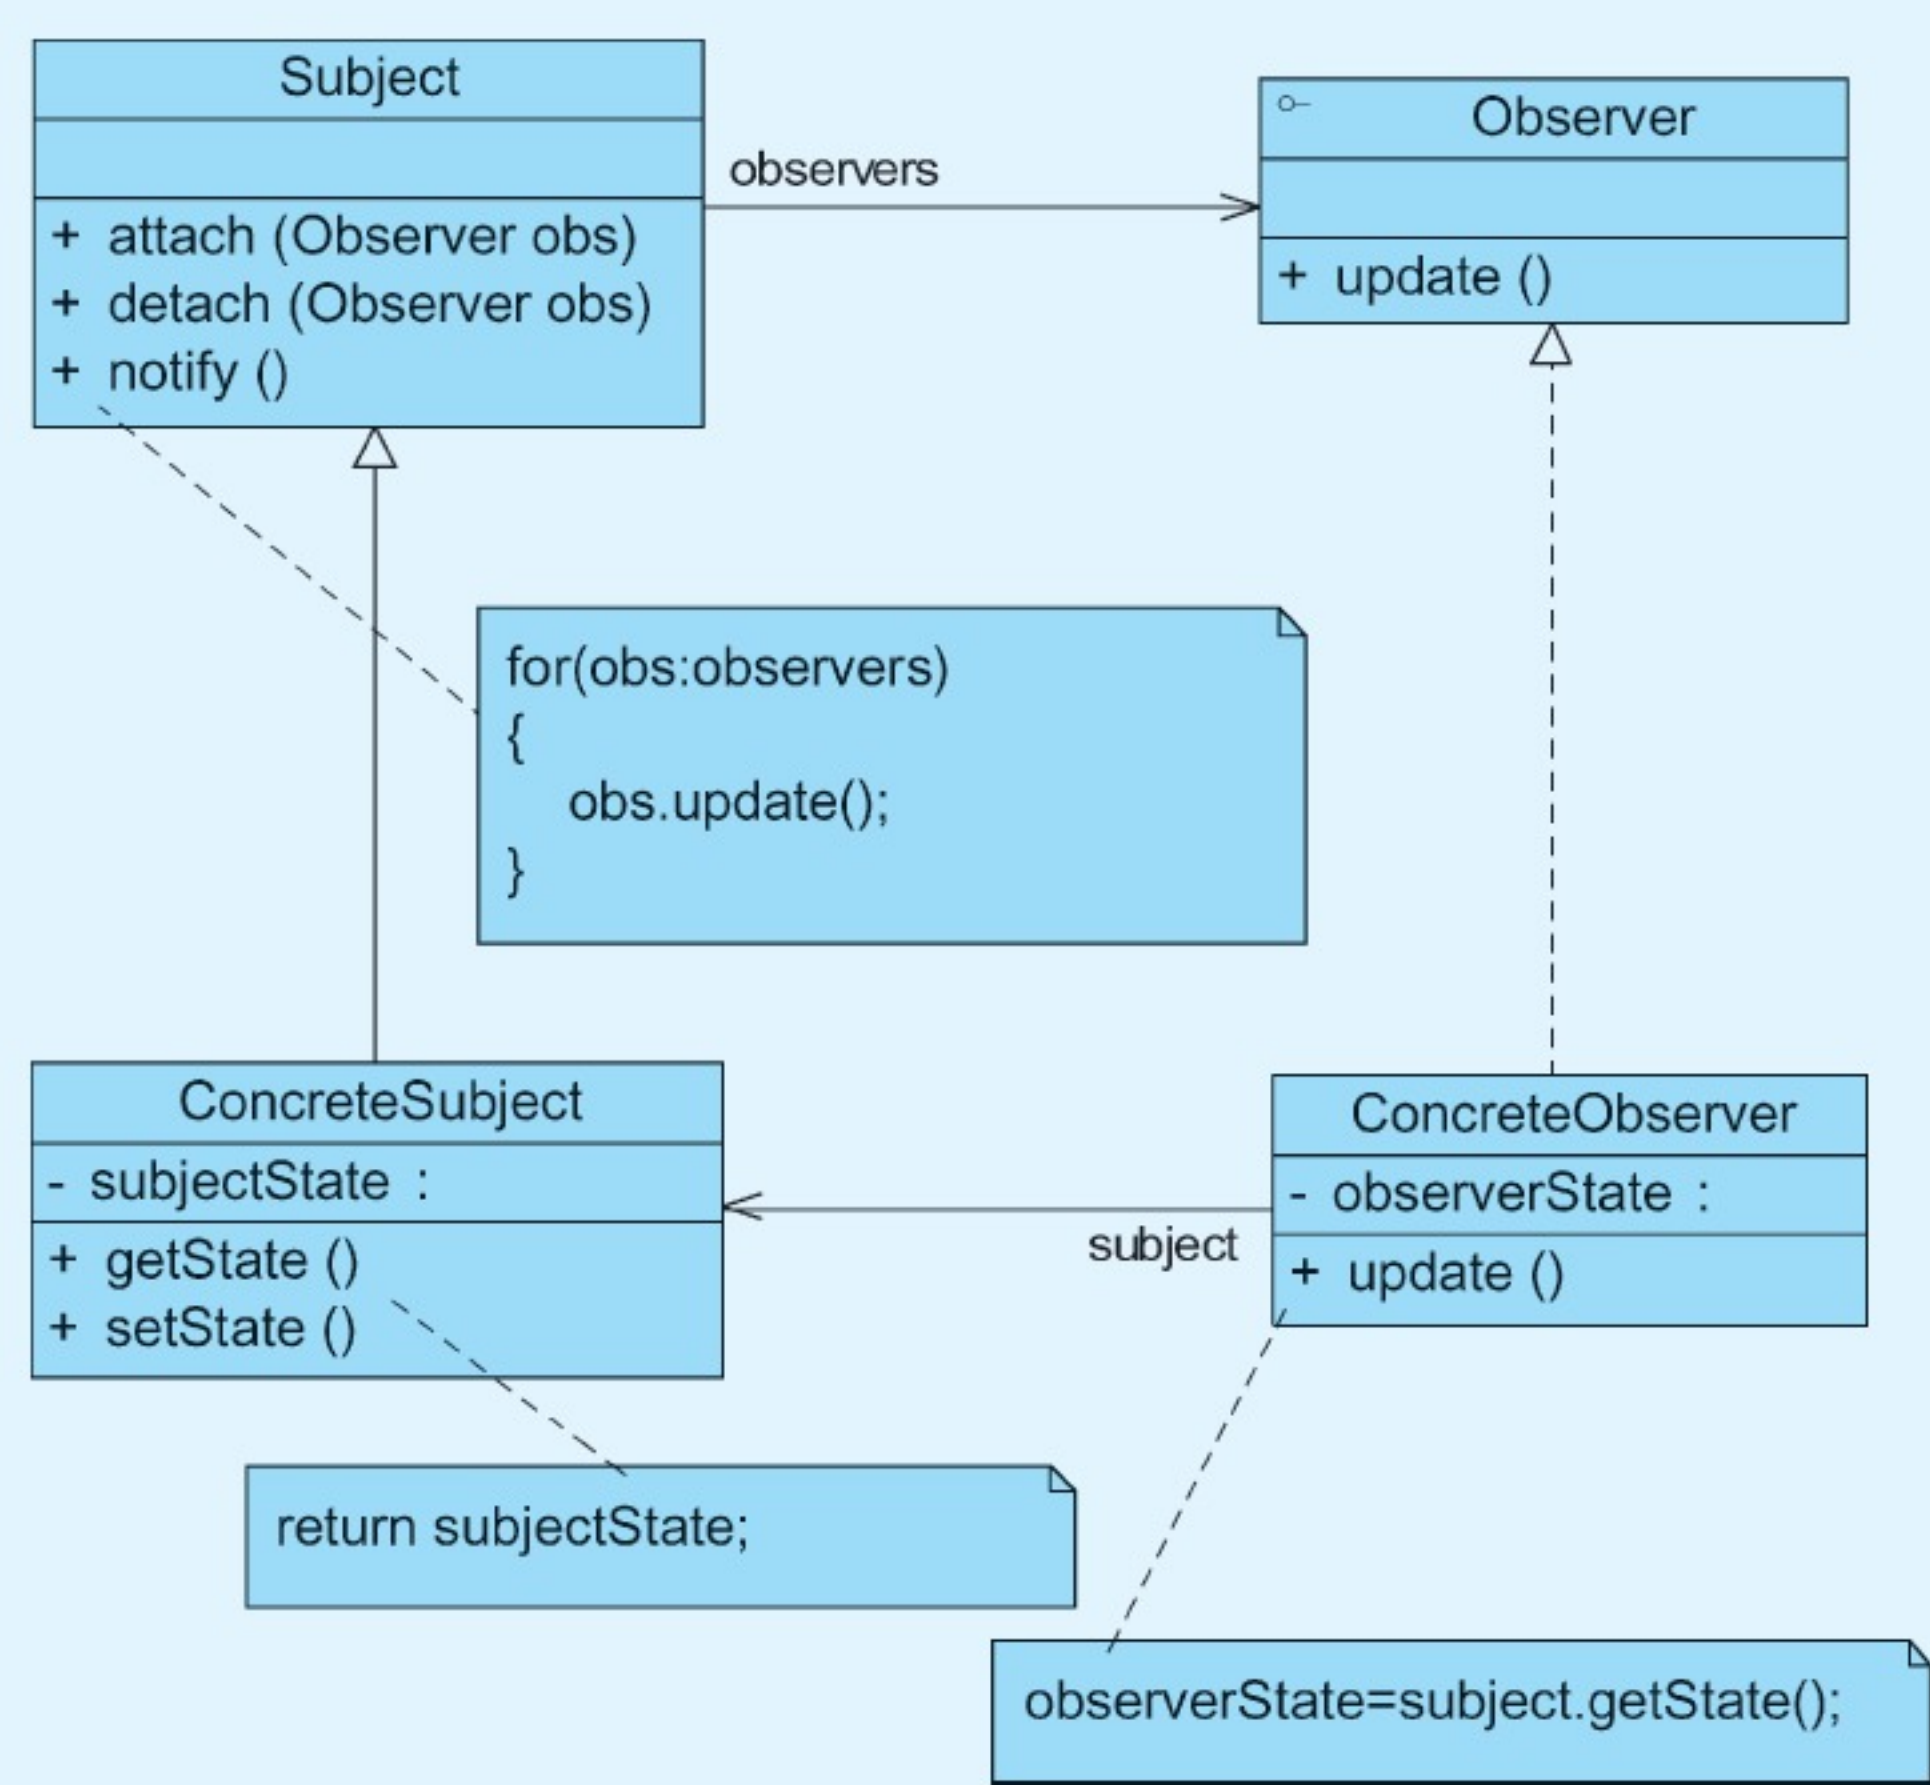 Subject
+ attach (Observer obs)
+ detach (Observer obs)
+ notify ()
observers
Observer
+ update ()
for(obs:observers)
{
obs.update();
}
ConcreteSubject
- subjectState :
+ getState ()
+ setState ()
subject
ConcreteObserver
- observerState :
+ update ()
return subjectState;
observerState=subject.getState();